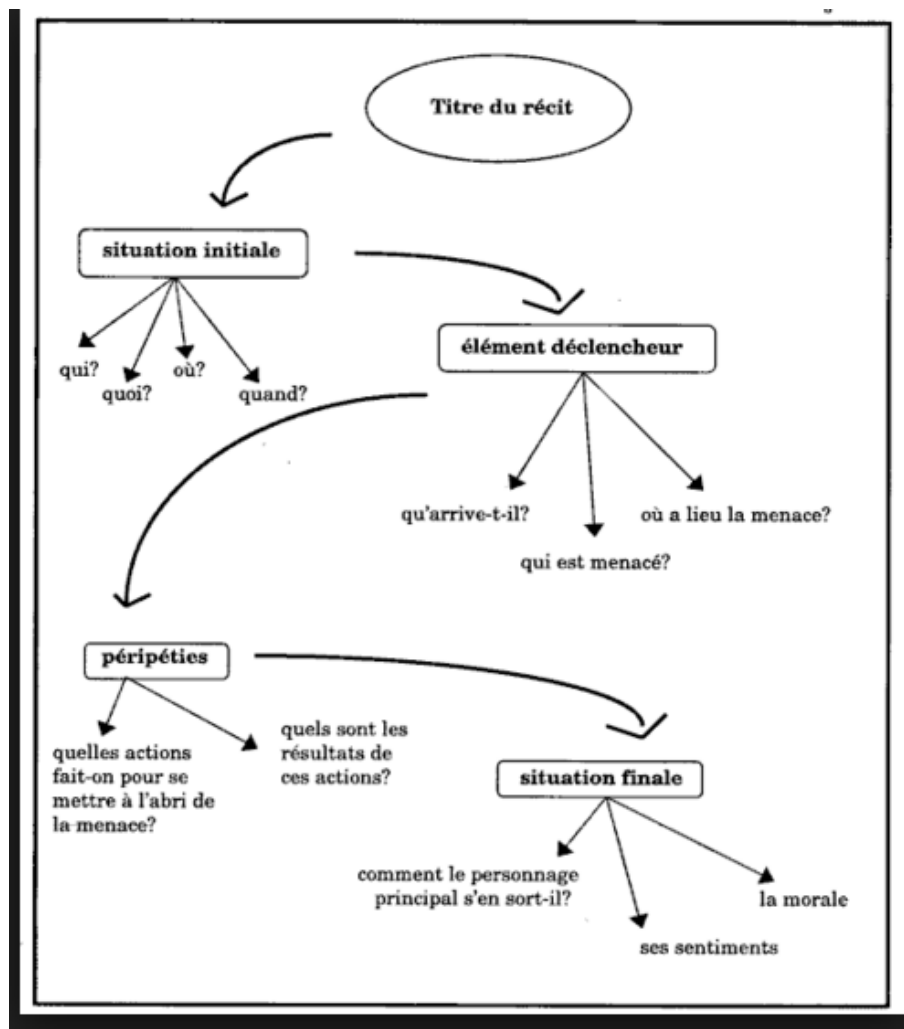 Titre du récit
situation initiale
qui?
quoi?
où?
quand?
élément déclencheur
qu'arrive-t-il?
qui est menacé?
où a lieu la menace?
péripéties
quelles actions
fait-on pour se
mettre à l'abri de
la menace?
quels sont les
résultats de
ces actions?
situation finale
comment le personnage
principal s'en sort-il?
ses sentiments
la morale